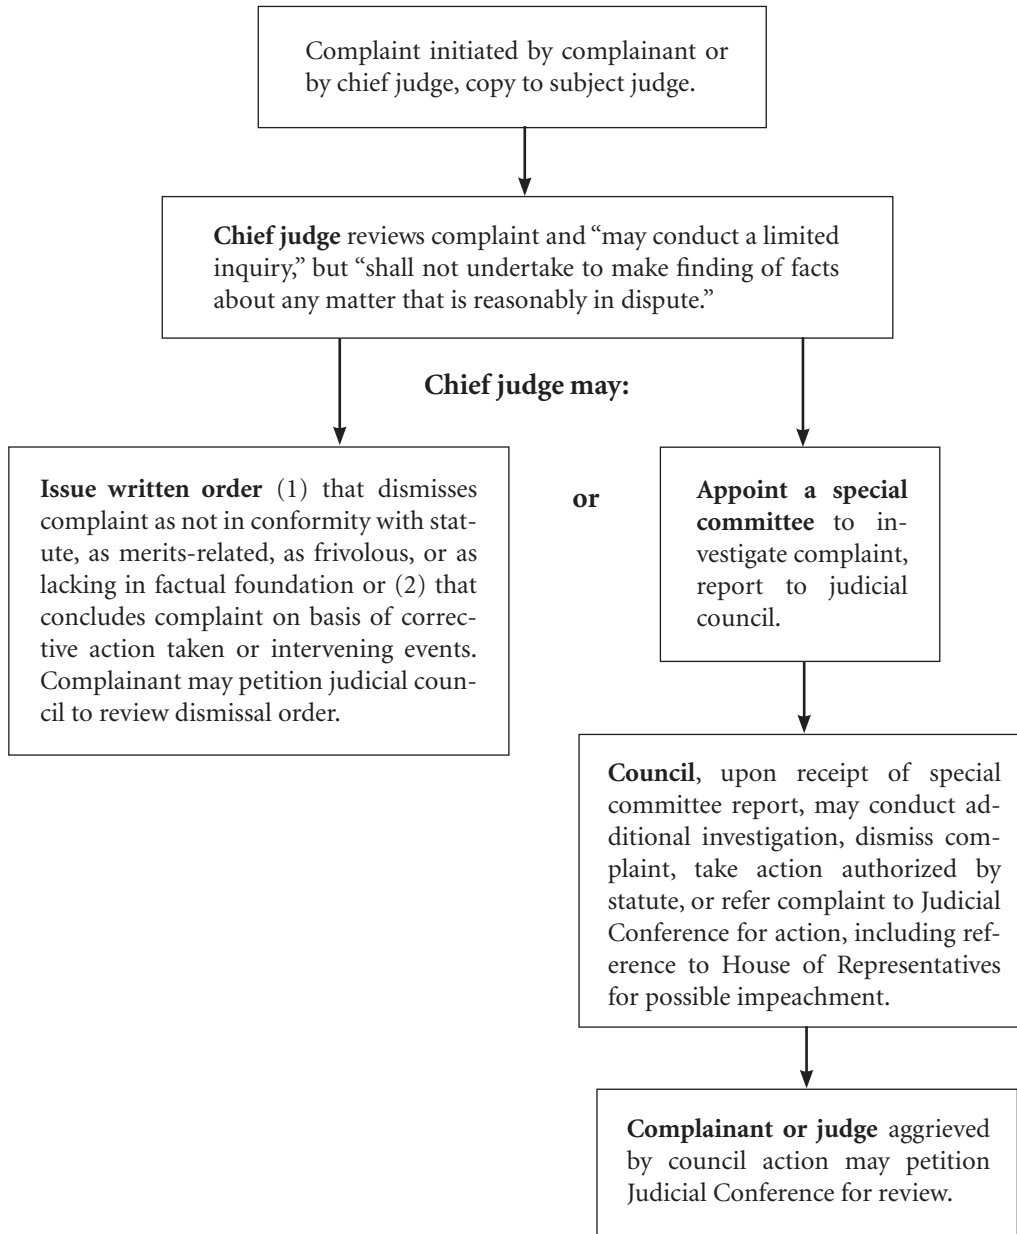 Complaint initiated by complainant or
by chief judge, copy to subject judge.
Chief judge reviews complaint and “may conduct a limited
inquiry,” but “shall not undertake to make finding of facts
about any matter that is reasonably in dispute.”
Chief judge may:
Issue written order (1) that dismisses
complaint as not in conformity with stat-
ute, as merits-related, as frivolous, or as
lacking in factual foundation or (2) that
concludes complaint on basis of correc-
tive action taken or intervening events.
Complainant may petition judicial coun-
cil to review dismissal order.
or
Appoint a special
committee to in-
vestigate complaint,
report to judicial
council.
Council, upon receipt of special
committee report, may conduct ad-
ditional investigation, dismiss com-
plaint, take action authorized by
statute, or refer complaint to Judicial
Conference for action, including ref-
erence to House of Representatives
for possible impeachment.
Complainant or judge aggrieved
by council action may petition
Judicial Conference for review.